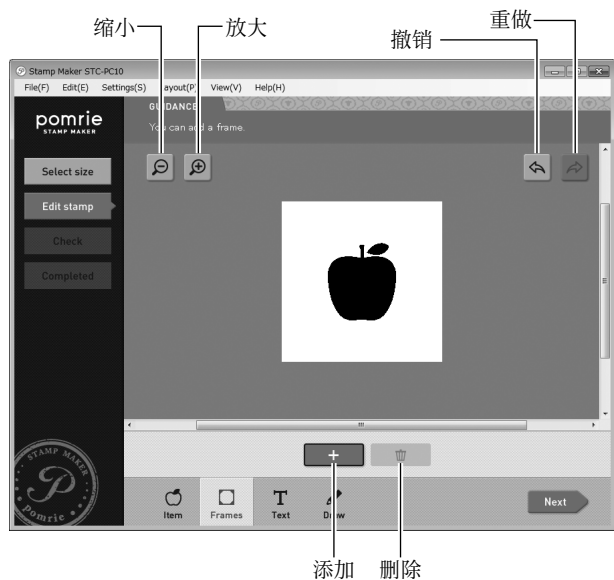 缩小 放大 撤销 重做
Stamp Maker STC-PC10
File(F) Edit(E) Settings(S) Layout(P) View(V) Help(H)
GUIDANCE
You can add a frame.
pomrie
STAMP MAKER
Select size
Edit stamp
Check
Completed
STAMP MAKER
P
Pomrie
Item Frames Text Draw
Next
添加 删除